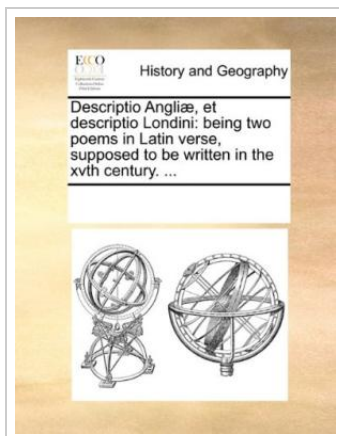 ECCO
History and Geography
Descriptio Angliæ, et
descriptio Londini: being two
poems in Latin verse,
supposed to be written in the
xvth century. ...